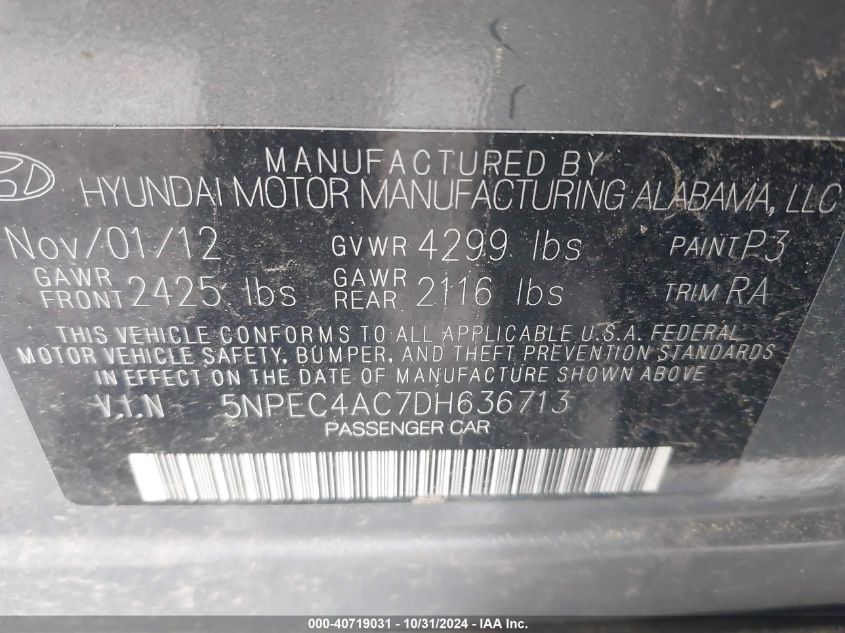 MANUFACTURED BY
HYUNDAI MOTOR MANUFACTURING ALABAMA, LLC
Nov/01/12 GVWR 4299 lbs PAINT P3
GAWR FRONT 2425 lbs GAWR REAR 2116 lbs TRIM RA
THIS VEHICLE CONFORMS TO ALL APPLICABLE U.S.A. FEDERAL
MOTOR VEHICLE SAFETY, BUMPER, AND THEFT PREVENTION STANDARDS
IN EFFECT ON THE DATE OF MANUFACTURE SHOWN ABOVE.
V.I.N 5NPEC4AC7DH636713
PASSENGER CAR
000-40719031 - 10/31/2024 - IAA Inc.